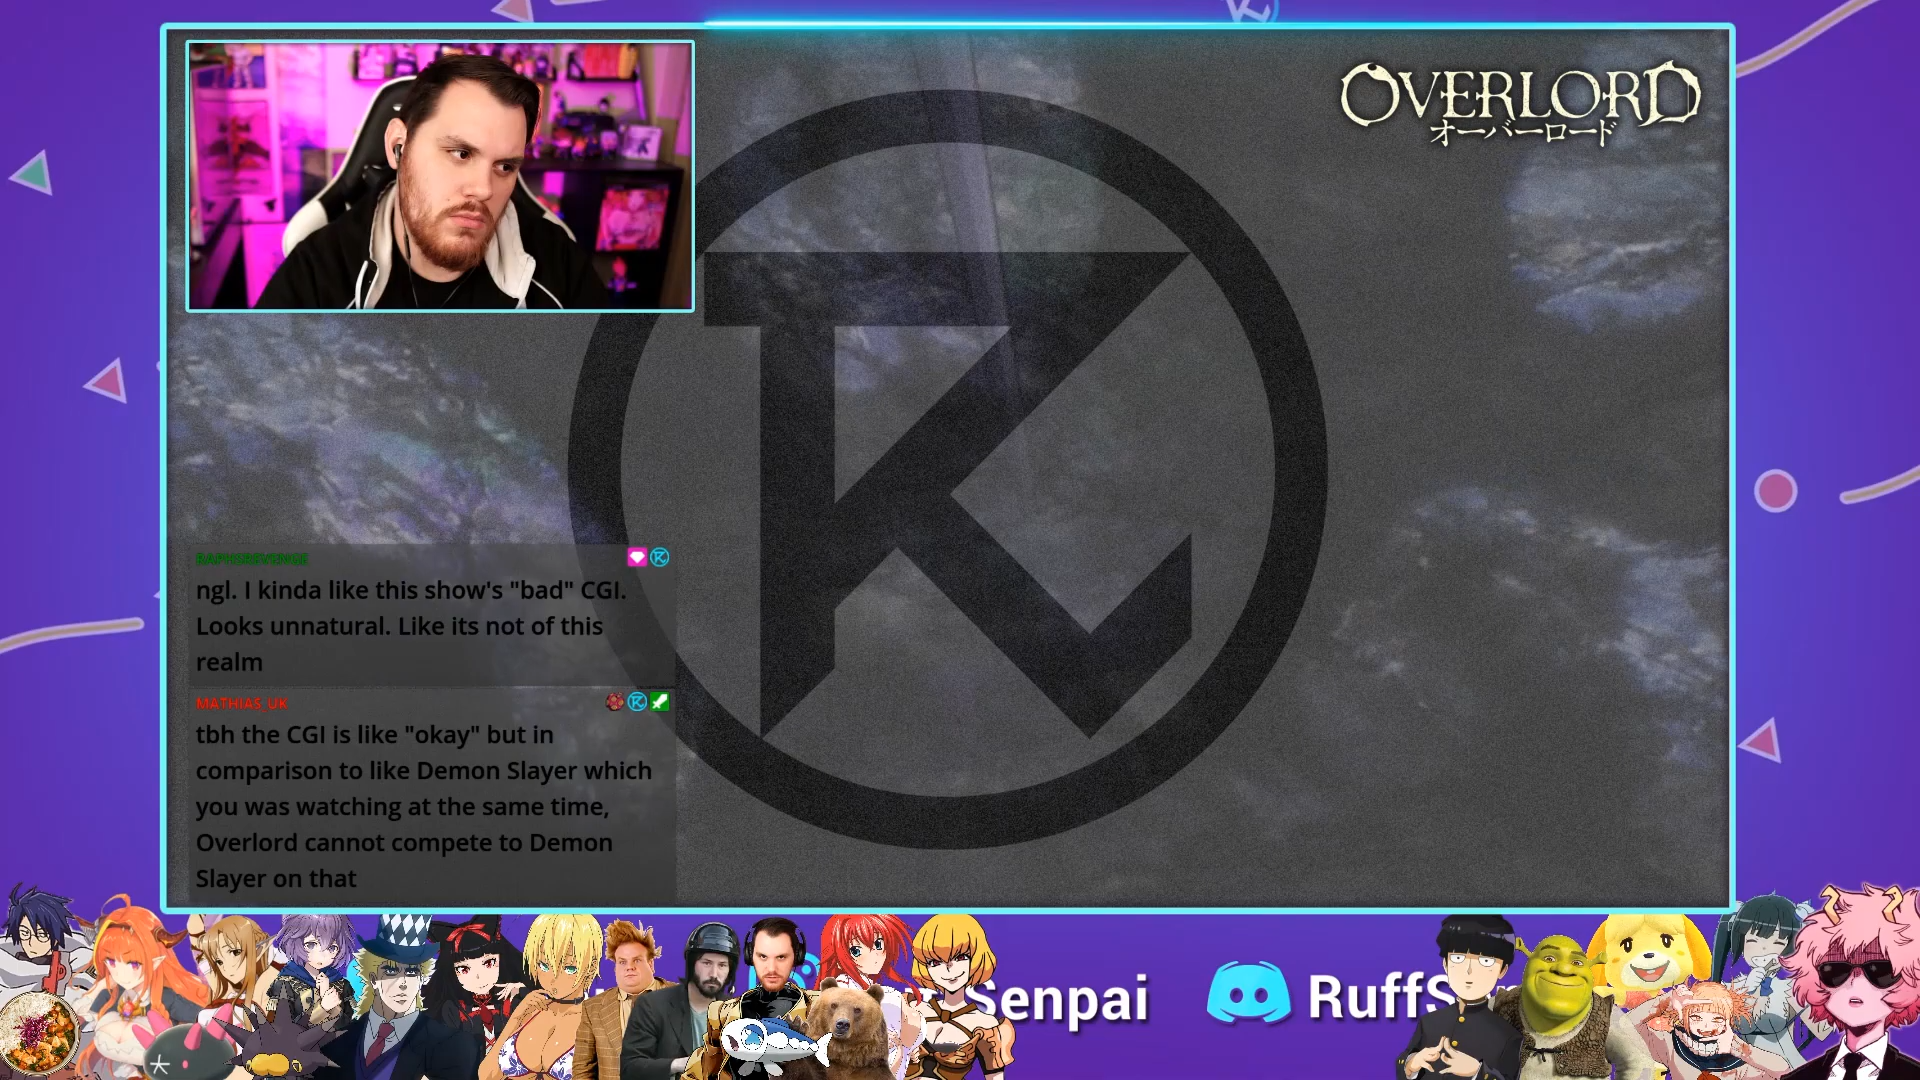 OVERLORD
オーバーロード
RAPHSREVENGE
ngl. I kinda like this show's "bad" CGI.
Looks unnatural. Like its not of this
realm
MATHIAS_UK
tbh the CGI is like "okay" but in
comparison to like Demon Slayer which
you was watching at the same time,
Overlord cannot compete to Demon
Slayer on that
Senpai
RuffS